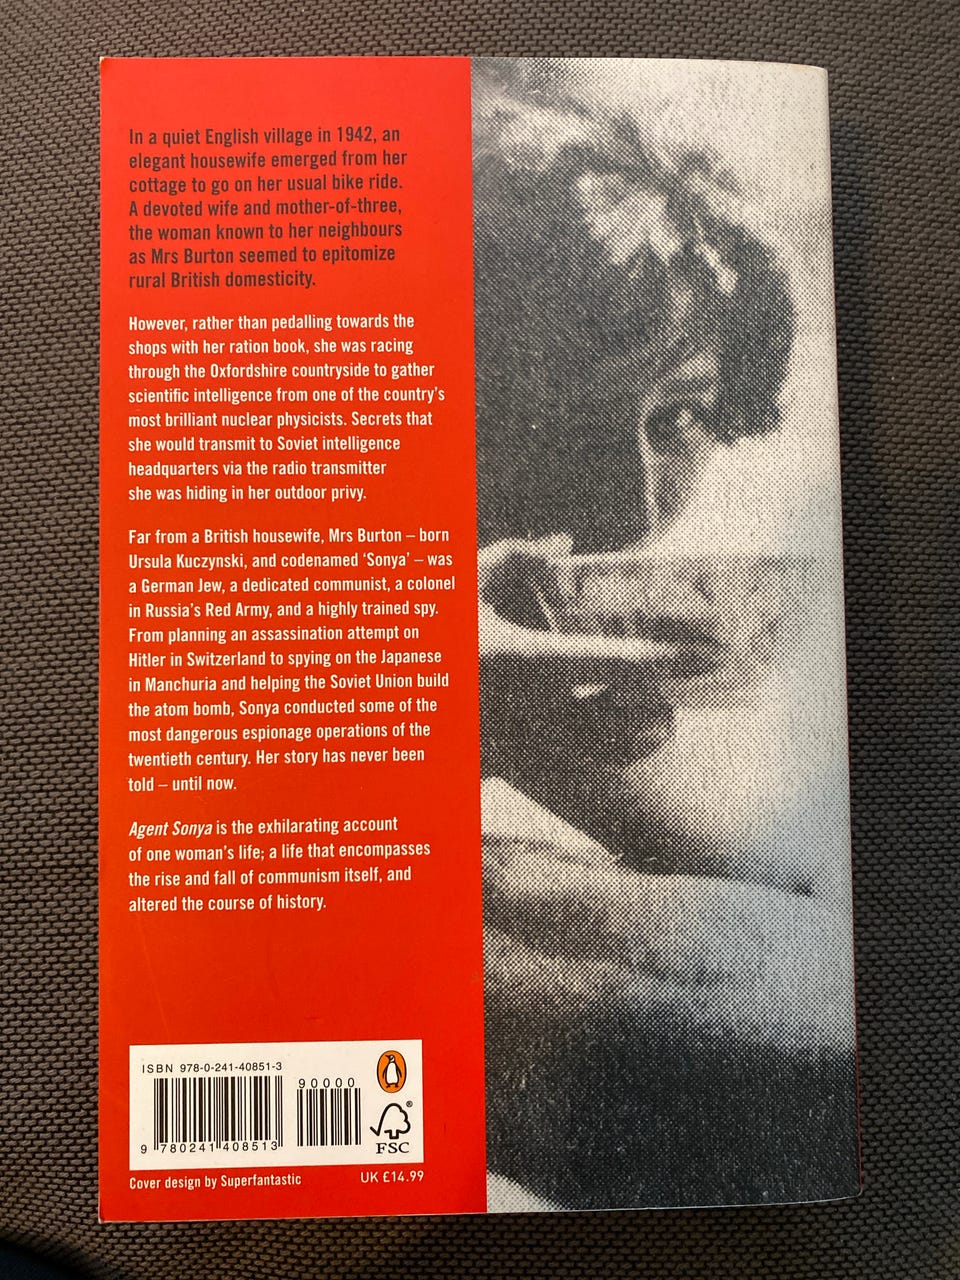 In a quiet English village in 1942, an
elegant housewife emerged from her
cottage to go on her usual bike ride.
A devoted wife and mother-of-three,
the woman known to her neighbours
as Mrs Burton seemed to epitomize
rural British domesticity.
However, rather than pedalling towards the
shops with her ration book, she was racing
through the Oxfordshire countryside to gather
scientific intelligence from one of the country's
most brilliant nuclear physicists. Secrets that
she would transmit to Soviet intelligence
headquarters via the radio transmitter
she was hiding in her outdoor privy.
Far from a British housewife, Mrs Burton – born
Ursula Kuczynski, and codenamed 'Sonya' – was
a German Jew, a dedicated communist, a colonel
in Russia's Red Army, and a highly trained spy.
From planning an assassination attempt on
Hitler in Switzerland to spying on the Japanese
in Manchuria and helping the Soviet Union build
the atom bomb, Sonya conducted some of the
most dangerous espionage operations of the
twentieth century. Her story has never been
told – until now.
Agent Sonya is the exhilarating account
of one woman's life; a life that encompasses
the rise and fall of communism itself, and
altered the course of history.
ISBN 978-0-241-40851-3
90000
9 780241 408513
®
FSC
Cover design by Superfantastic
UK £14.99